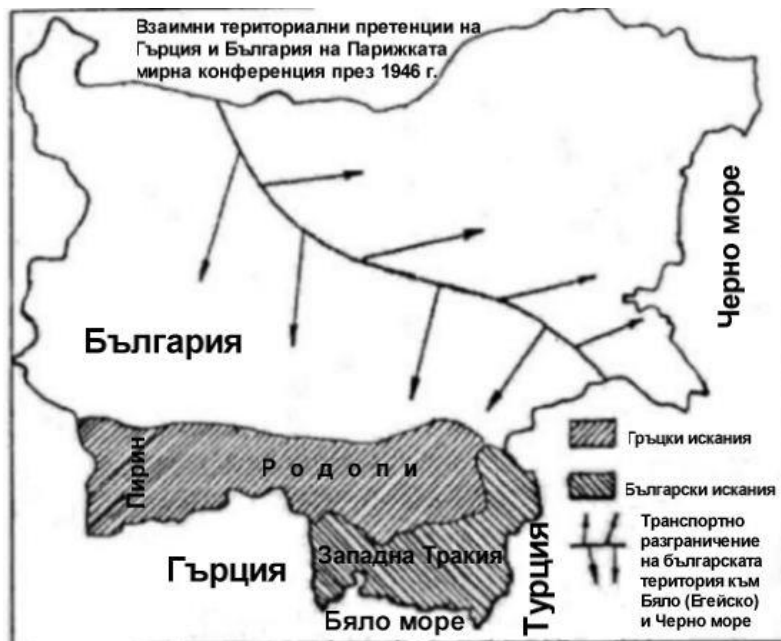 Взаимни териториални претенции на
Гърция и България на Парижката
мирна конференция през 1946 г.
Черно море
България
Пирин
Родопи
Гръцки искания
Български искания
Западна Тракия
Гърция
Турция
Бяло море
Транспортно
разграничение
на българската
територия към
Бяло (Егейско)
и Черно море